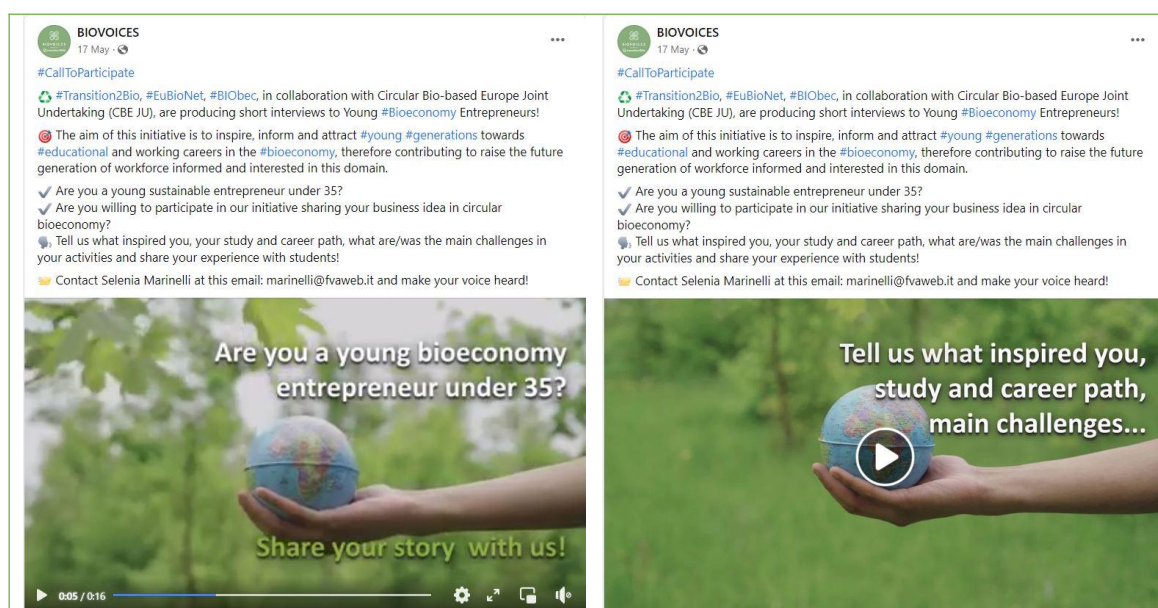 BIOVOICES
17 May ·
#CallToParticipate
#Transition2Bio, #EuBioNet, #BIObec, in collaboration with Circular Bio-based Europe Joint
Undertaking (CBE JU), are producing short interviews to Young #Bioeconomy Entrepreneurs!
The aim of this initiative is to inspire, inform and attract #young #generations towards
#educational and working careers in the #bioeconomy, therefore contributing to raise the future
generation of workforce informed and interested in this domain.
Are you a young sustainable entrepreneur under 35?
Are you willing to participate in our initiative sharing your business idea in circular
bioeconomy?
Tell us what inspired you, your study and career path, what are/was the main challenges in
your activities and share your experience with students!
Contact Selenia Marinelli at this email: marinelli@fvaweb.it and make your voice heard!
Are you a young bioeconomy
entrepreneur under 35?
Share your story with us!
0:05 / 0:16
BIOVOICES
17 May ·
#CallToParticipate
#Transition2Bio, #EuBioNet, #BIObec, in collaboration with Circular Bio-based Europe Joint
Undertaking (CBE JU), are producing short interviews to Young #Bioeconomy Entrepreneurs!
The aim of this initiative is to inspire, inform and attract #young #generations towards
#educational and working careers in the #bioeconomy, therefore contributing to raise the future
generation of workforce informed and interested in this domain.
Are you a young sustainable entrepreneur under 35?
Are you willing to participate in our initiative sharing your business idea in circular
bioeconomy?
Tell us what inspired you, your study and career path, what are/was the main challenges in
your activities and share your experience with students!
Contact Selenia Marinelli at this email: marinelli@fvaweb.it and make your voice heard!
Tell us what inspired you,
study and career path,
main challenges...